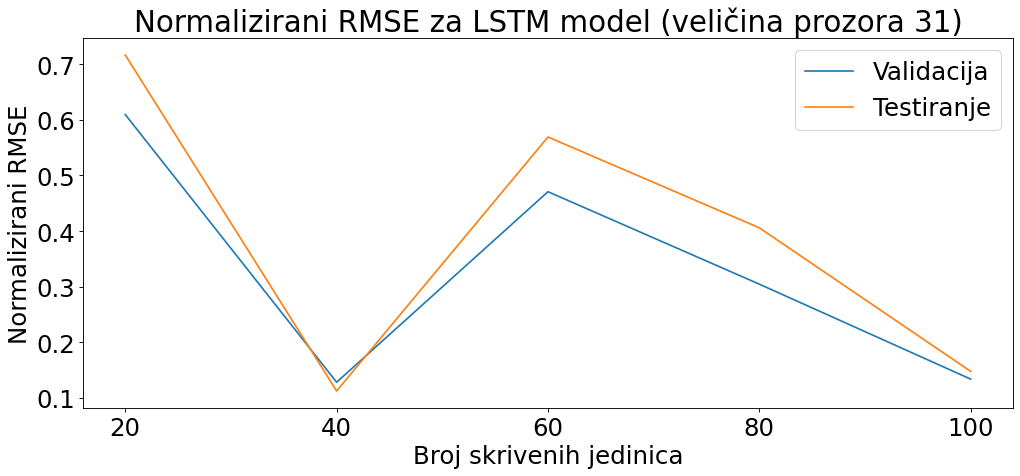 Normalizirani RMSE za LSTM model (veličina prozora 31)
Validacija
Testiranje
Normalizirani RMSE
0.7
0.6
0.5
0.4
0.3
0.2
0.1
20 40 60 80 100
Broj skrivenih jedinica